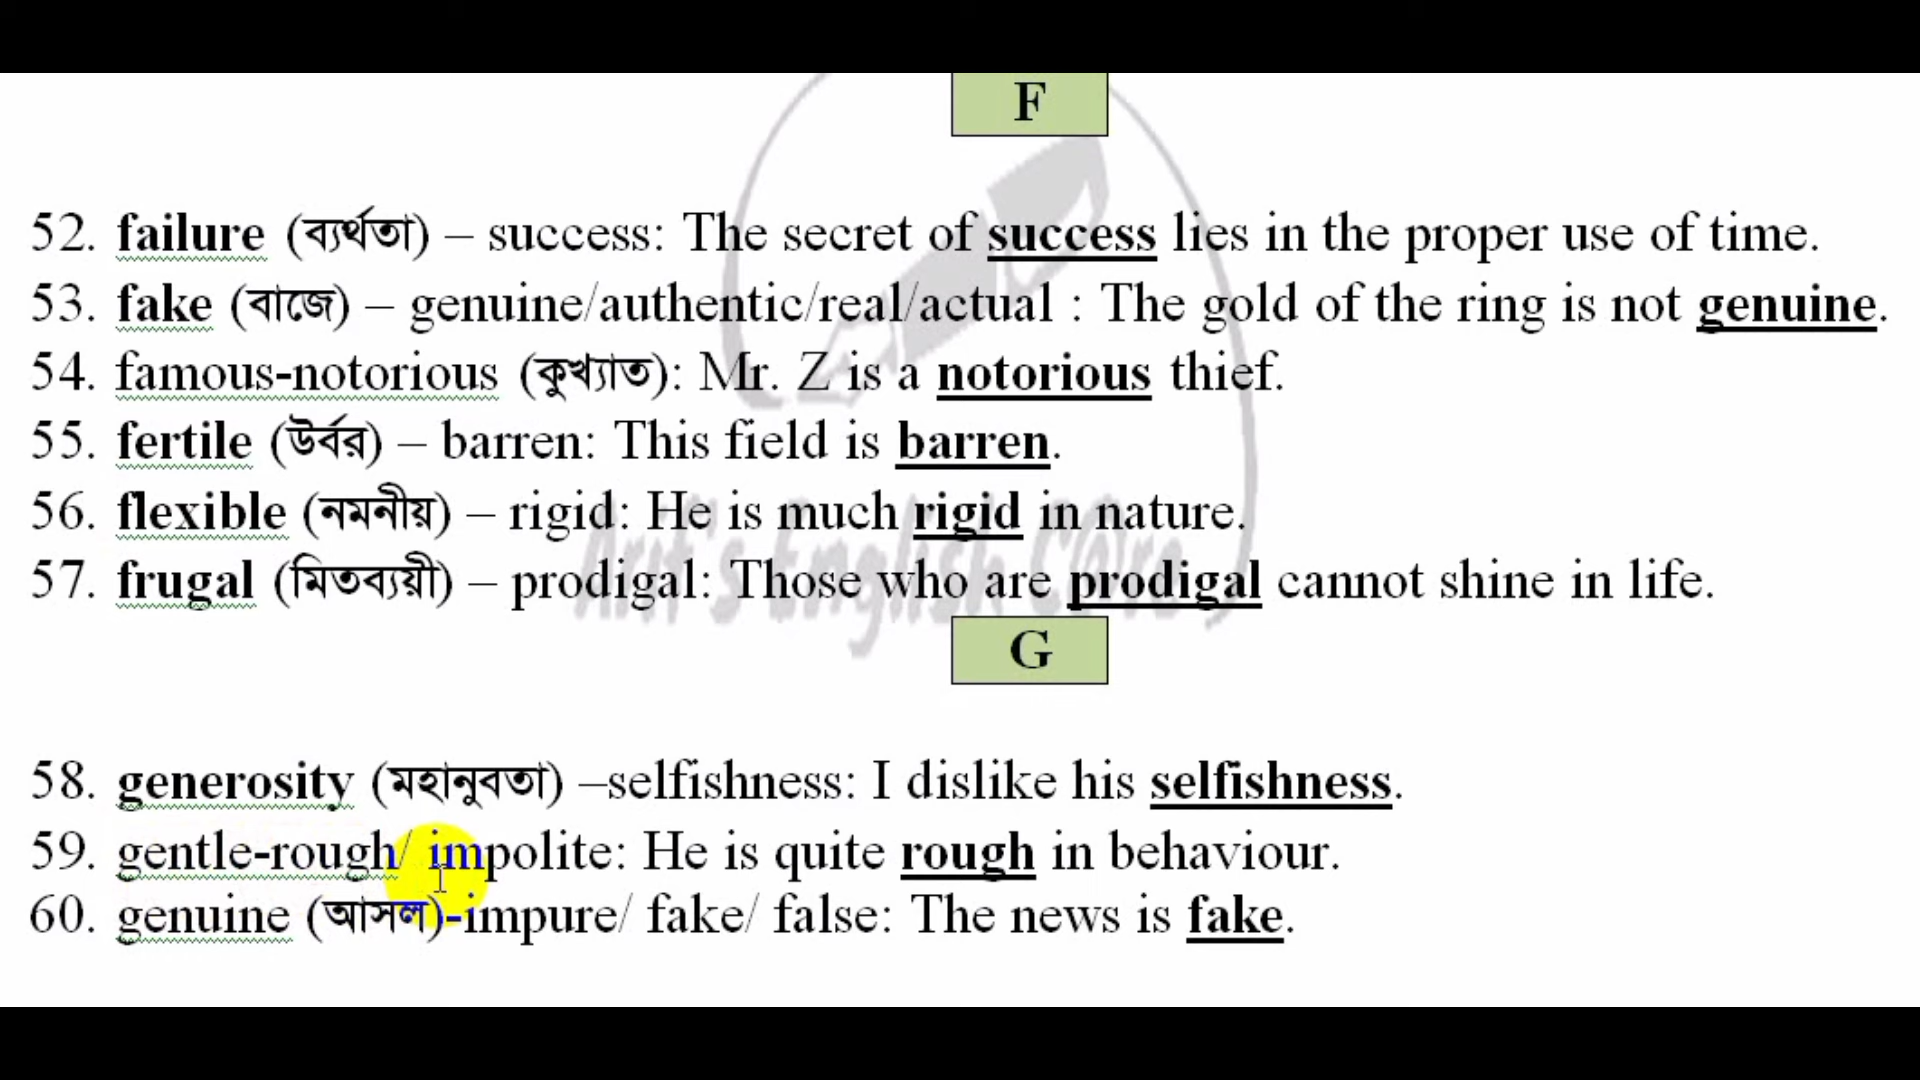 F
52. failure (ব্যর্থতা) – success: The secret of success lies in the proper use of time.
53. fake (বাজে) – genuine/authentic/real/actual : The gold of the ring is not genuine.
54. famous-notorious (কুখ্যাত): Mr. Z is a notorious thief.
55. fertile (উর্বর) – barren: This field is barren.
56. flexible (নমনীয়) – rigid: He is much rigid in nature.
57. frugal (মিতব্যয়ী) – prodigal: Those who are prodigal cannot shine in life.
Arif's English C@re
G
58. generosity (মহানুবতা) –selfishness: I dislike his selfishness.
59. gentle-rough/ impolite: He is quite rough in behaviour.
60. genuine (আসল)-impure/ fake/ false: The news is fake.